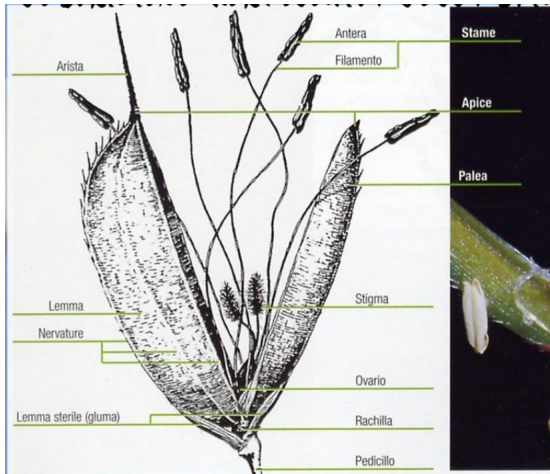 Antera
Stame
Filamento
Arista
Apice
Palea
Lemma
Stigma
Nervature
Ovario
Lemma sterile (gluma)
Rachilla
Pedicillo